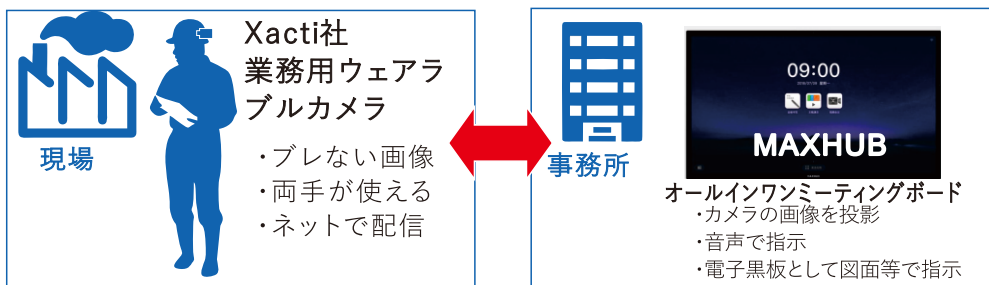 Xacti社
業務用ウェアラ
ブルカメラ
・ブレない画像
・両手が使える
・ネットで配信
現場
事務所
09:00
MAXHUB
オールインワンミーティングボード
・カメラの画像を投影
・音声で指示
・電子黒板として図面等で指示